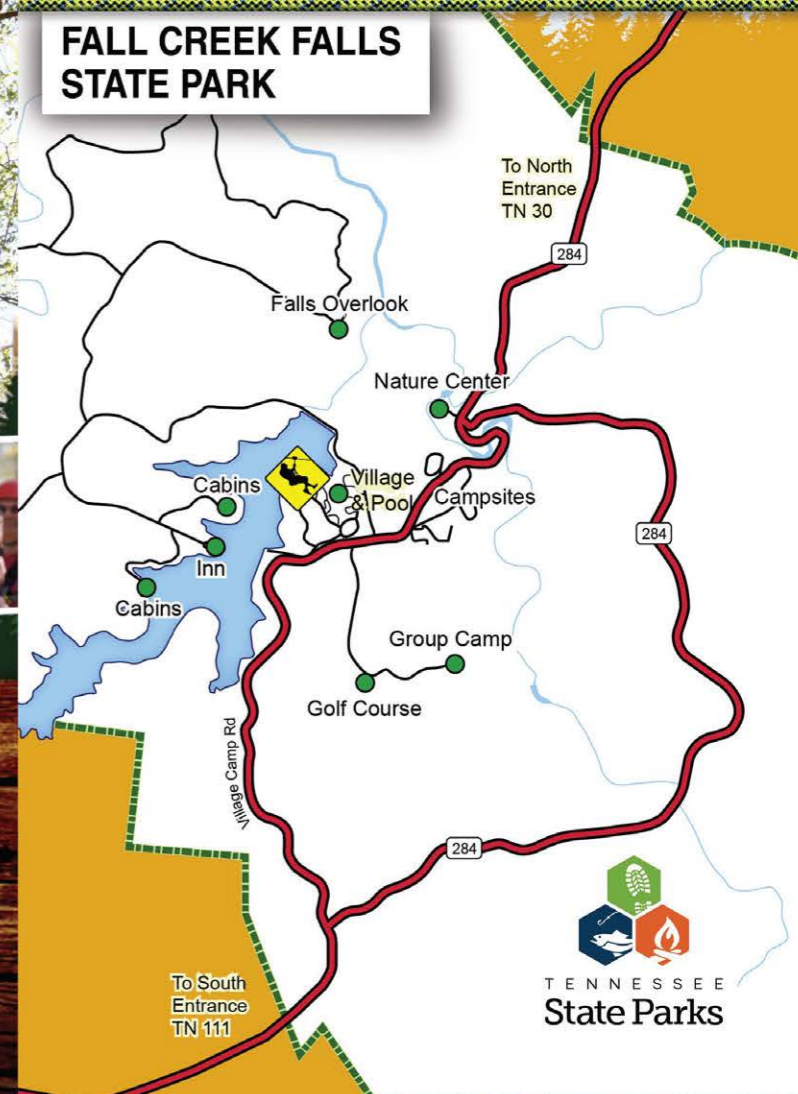 FALL CREEK FALLS
STATE PARK
To North
Entrance
TN 30
284
Falls Overlook
Nature Center
Cabins
Village
& Pool
Campsites
Inn
284
Cabins
Group Camp
Golf Course
Village Camp Rd
284
To South
Entrance
TN 111
TENNESSEE
State Parks